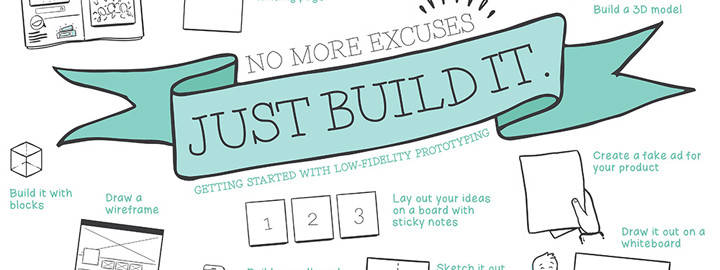 Build a 3D model
NO MORE EXCUSES
JUST BUILD IT.
GETTING STARTED WITH LOW-FIDELITY PROTOTYPING
Build it with
blocks
Draw a
wireframe
1 2 3
Lay out your ideas
on a board with
sticky notes
Create a fake ad for
your product
Draw it out on a
whiteboard
Sketch it out